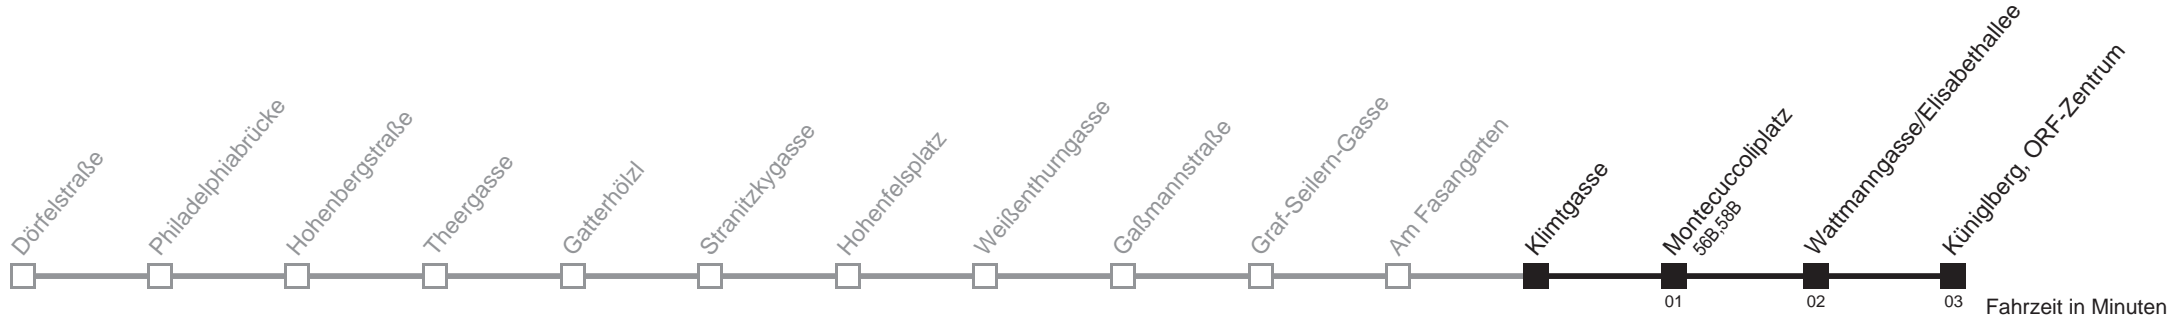 Dörfelstraße
Philadelphiabrücke
Hohenbergstraße
Theergasse
Gatterhölzl
Stranitzkygasse
Hohenfelsplatz
Weißenthurngasse
Gaßmannstraße
Graf-Seilern-Gasse
Am Fasangarten
Klimtgasse
Montecuccoliplatz
56B,58B
Wattmanngasse/Elisabethallee
Küniglberg, ORF-Zentrum
01
02
03
Fahrzeit in Minuten